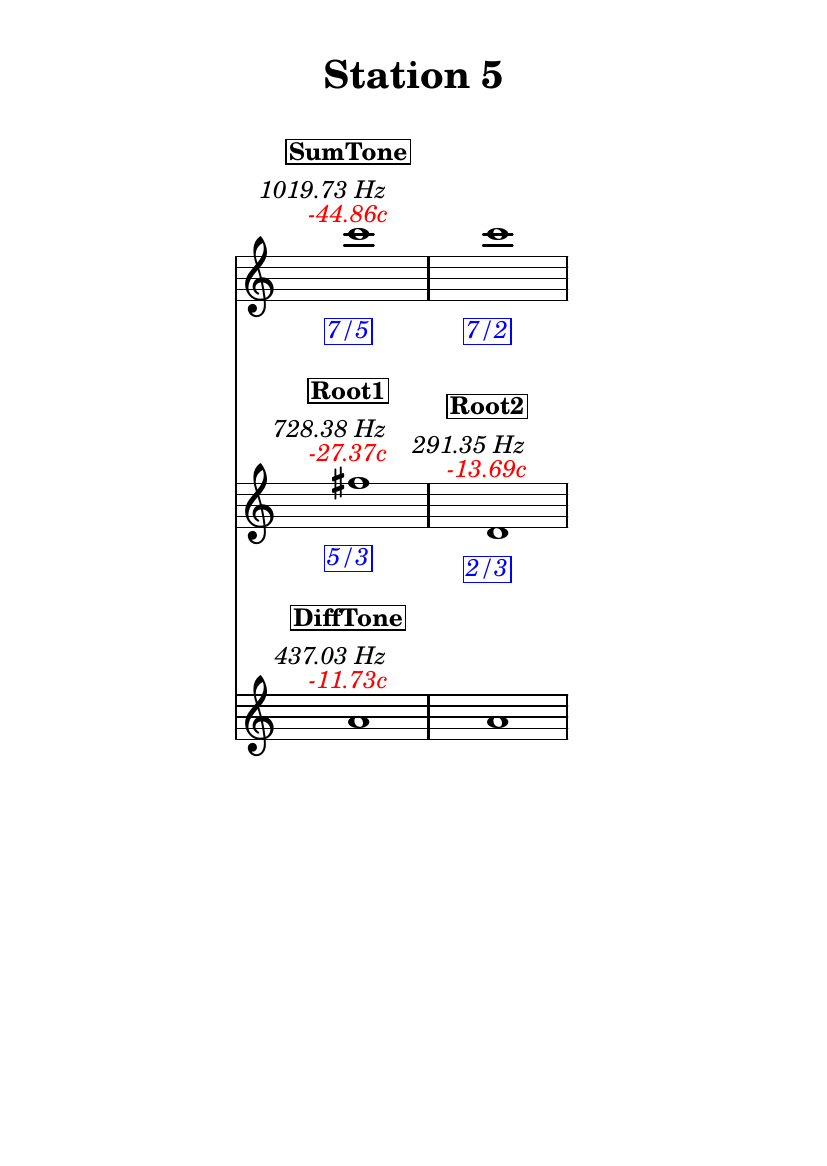 Station 5
SumTone
1019.73 Hz
-44.86c
7/5 7/2
Root1
Root2
728.38 Hz
291.35 Hz
-27.37c
-13.69c
5/3
2/3
DiffTone
437.03 Hz
-11.73c